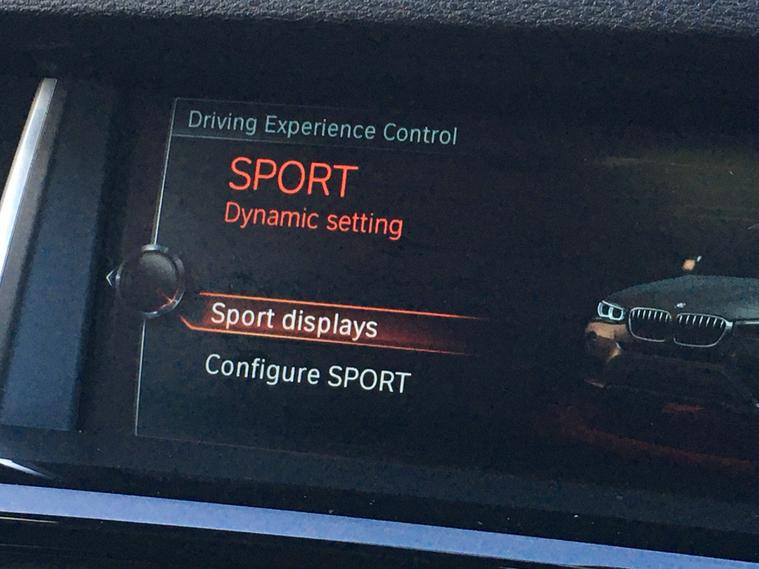 Driving Experience Control
SPORT
Dynamic setting
Sport displays
Configure SPORT